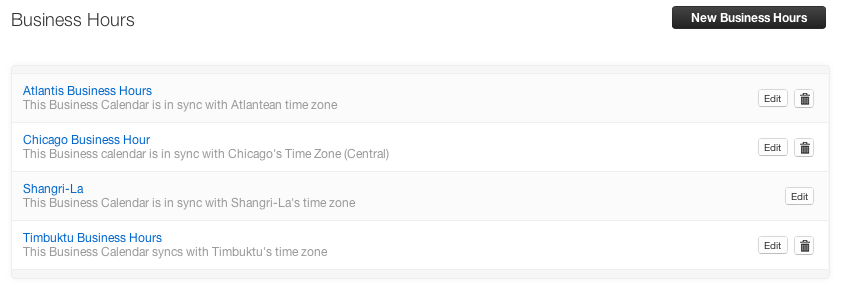 Business Hours
New Business Hours
Atlantis Business Hours
This Business Calendar is in sync with Atlantean time zone
Edit
Chicago Business Hour
This Business calendar is in sync with Chicago's Time Zone (Central)
Edit
Shangri-La
This Business Calendar is in sync with Shangri-La's time zone
Edit
Timbuktu Business Hours
This Business Calendar syncs with Timbuktu's time zone
Edit